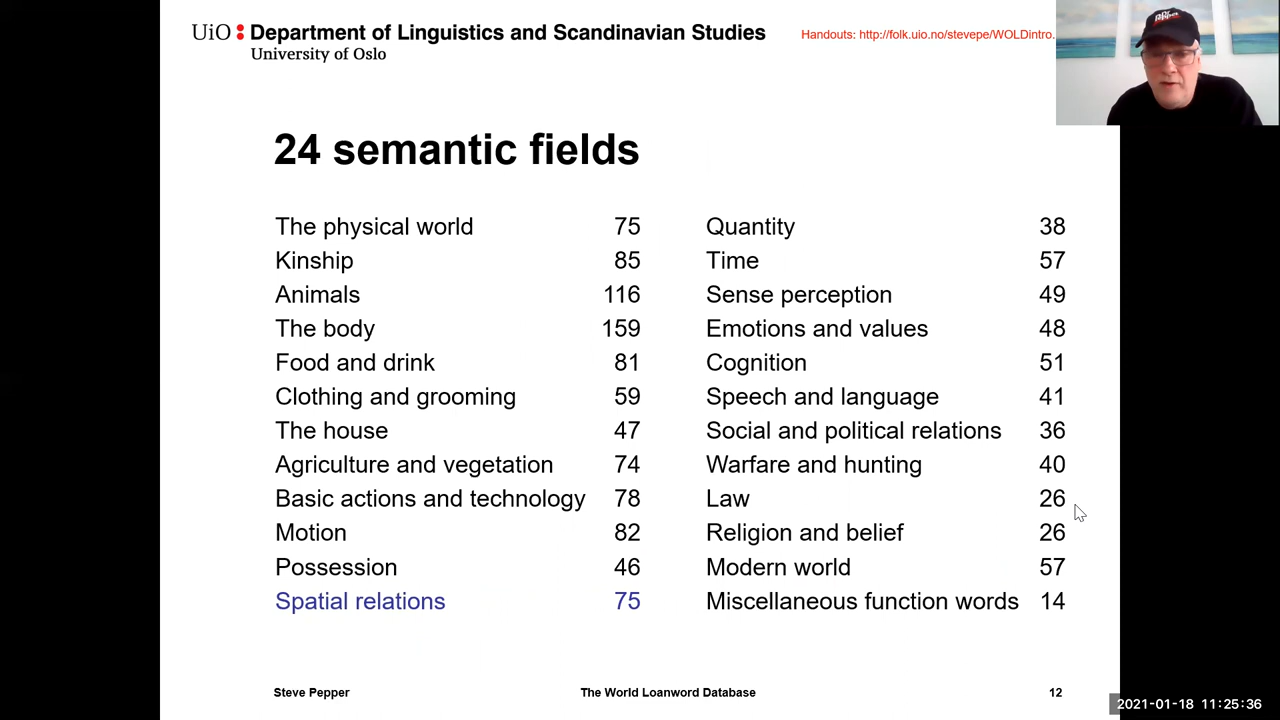 UiO : Department of Linguistics and Scandinavian Studies
University of Oslo
Handouts: http://folk.uio.no/stevepe/WOLDintro.
24 semantic fields
The physical world 75
Kinship 85
Animals 116
The body 159
Food and drink 81
Clothing and grooming 59
The house 47
Agriculture and vegetation 74
Basic actions and technology 78
Motion 82
Possession 46
Spatial relations 75
Quantity 38
Time 57
Sense perception 49
Emotions and values 48
Cognition 51
Speech and language 41
Social and political relations 36
Warfare and hunting 40
Law 26
Religion and belief 26
Modern world 57
Miscellaneous function words 14
Steve Pepper
The World Loanword Database
12
2021-01-18 11:25:36